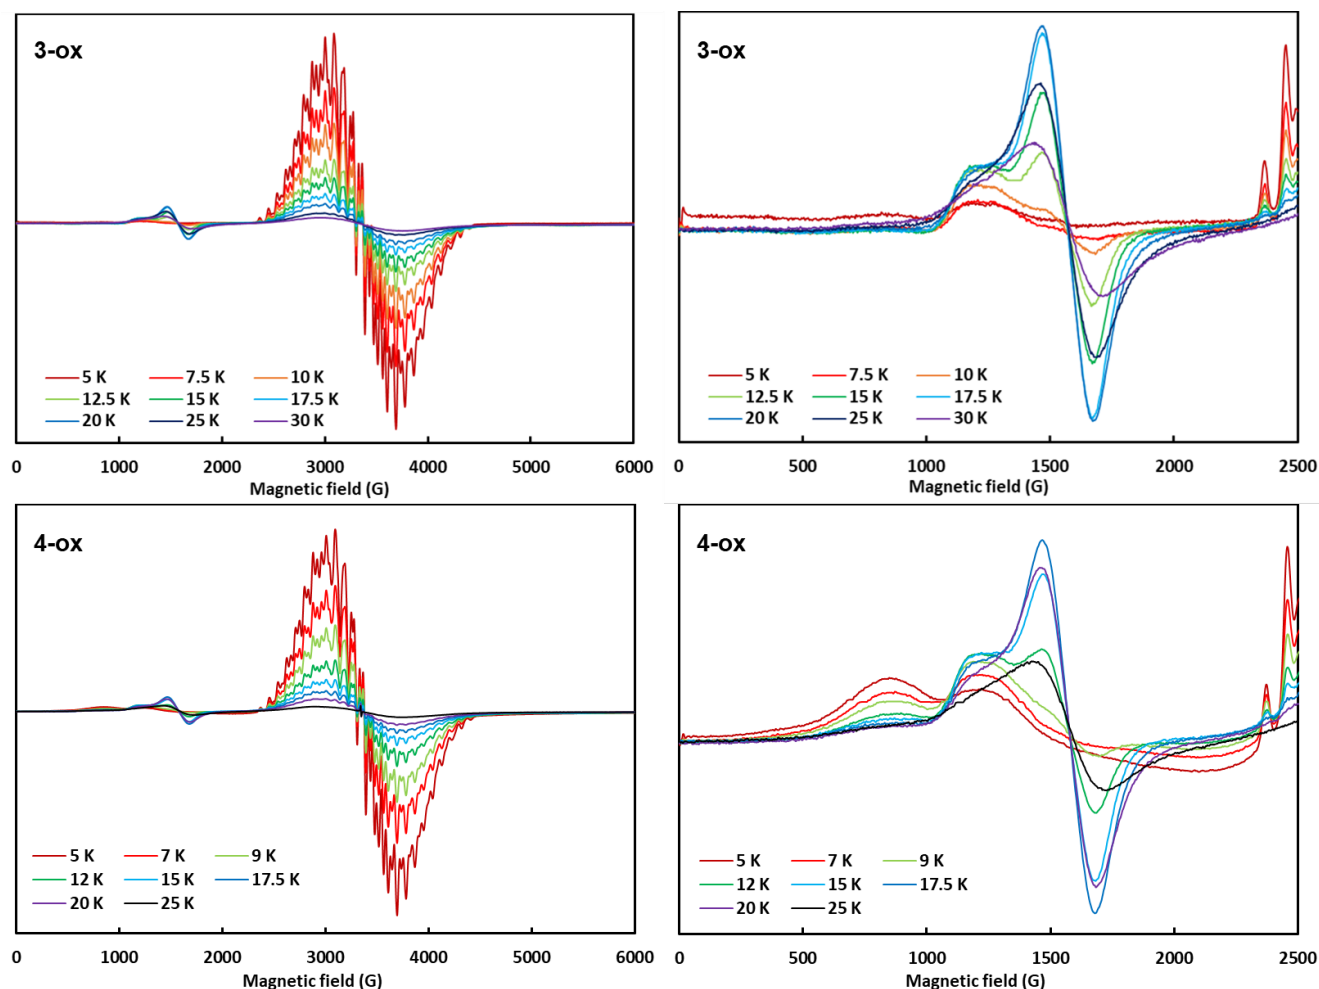 3-ox
5 K 7.5 K 10 K
12.5 K 15 K 17.5 K
20 K 25 K 30 K
0 1000 2000 3000 4000 5000 6000
Magnetic field (G)
3-ox
5 K 7.5 K 10 K
12.5 K 15 K 17.5 K
20 K 25 K 30 K
0 500 1000 1500 2000 2500
Magnetic field (G)
4-ox
5 K 7 K 9 K
12 K 15 K 17.5 K
20 K 25 K
0 1000 2000 3000 4000 5000 6000
Magnetic field (G)
4-ox
5 K 7 K 9 K
12 K 15 K 17.5 K
20 K 25 K
0 500 1000 1500 2000 2500
Magnetic field (G)